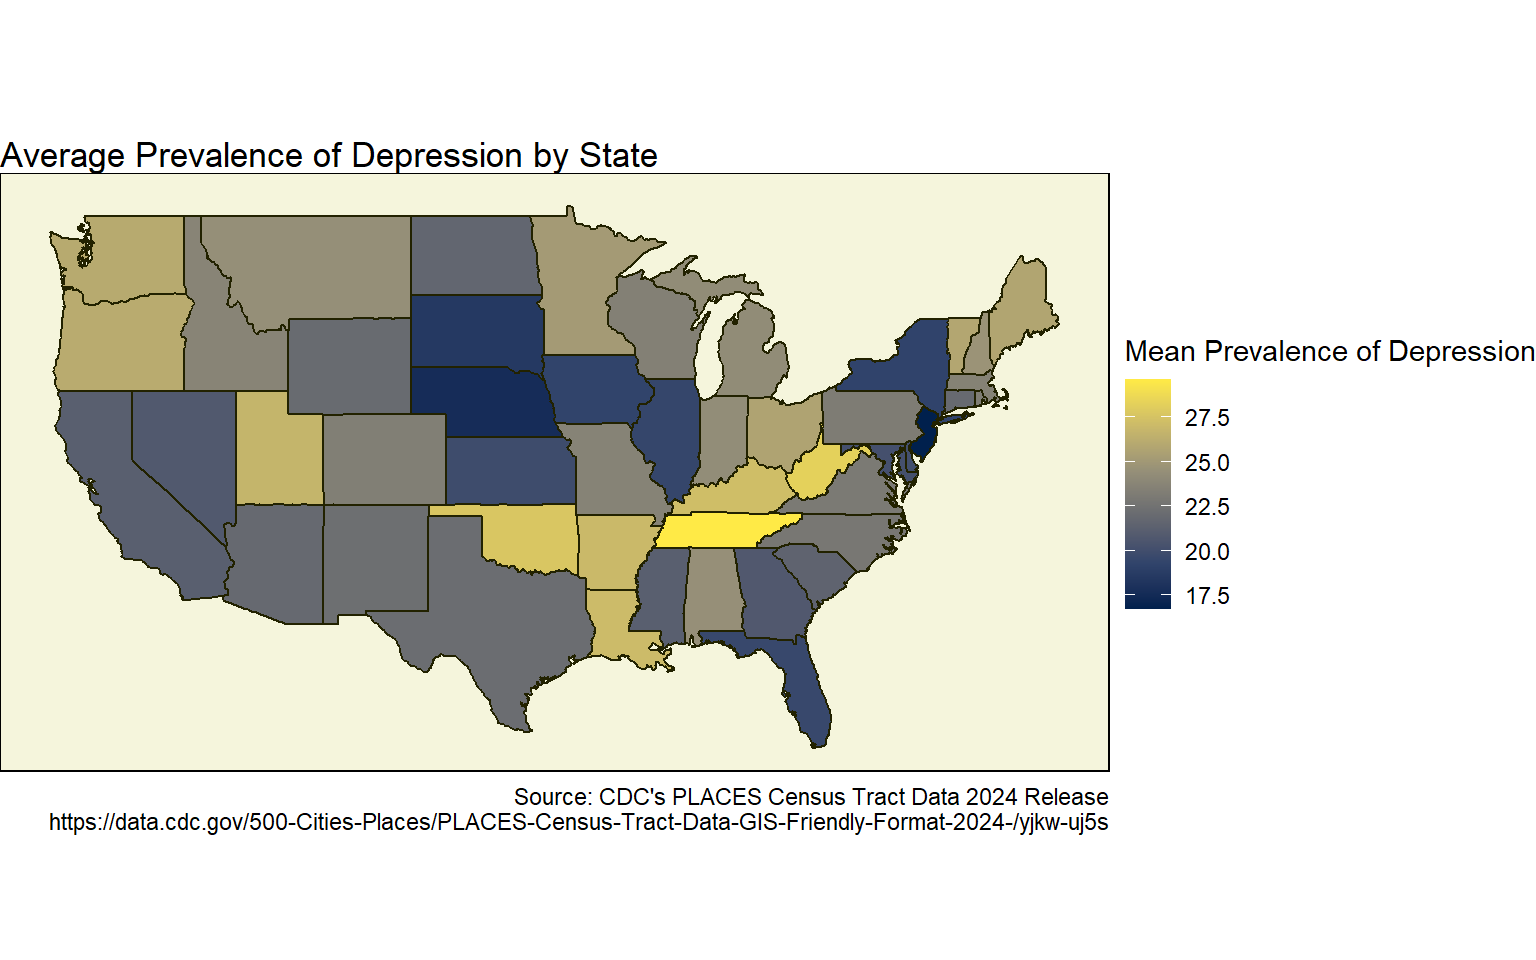 Average Prevalence of Depression by State
Mean Prevalence of Depression
27.5
25.0
22.5
20.0
17.5
Source: CDC's PLACES Census Tract Data 2024 Release
https://data.cdc.gov/500-Cities-Places/PLACES-Census-Tract-Data-GIS-Friendly-Format-2024-/yjkw-uj5s